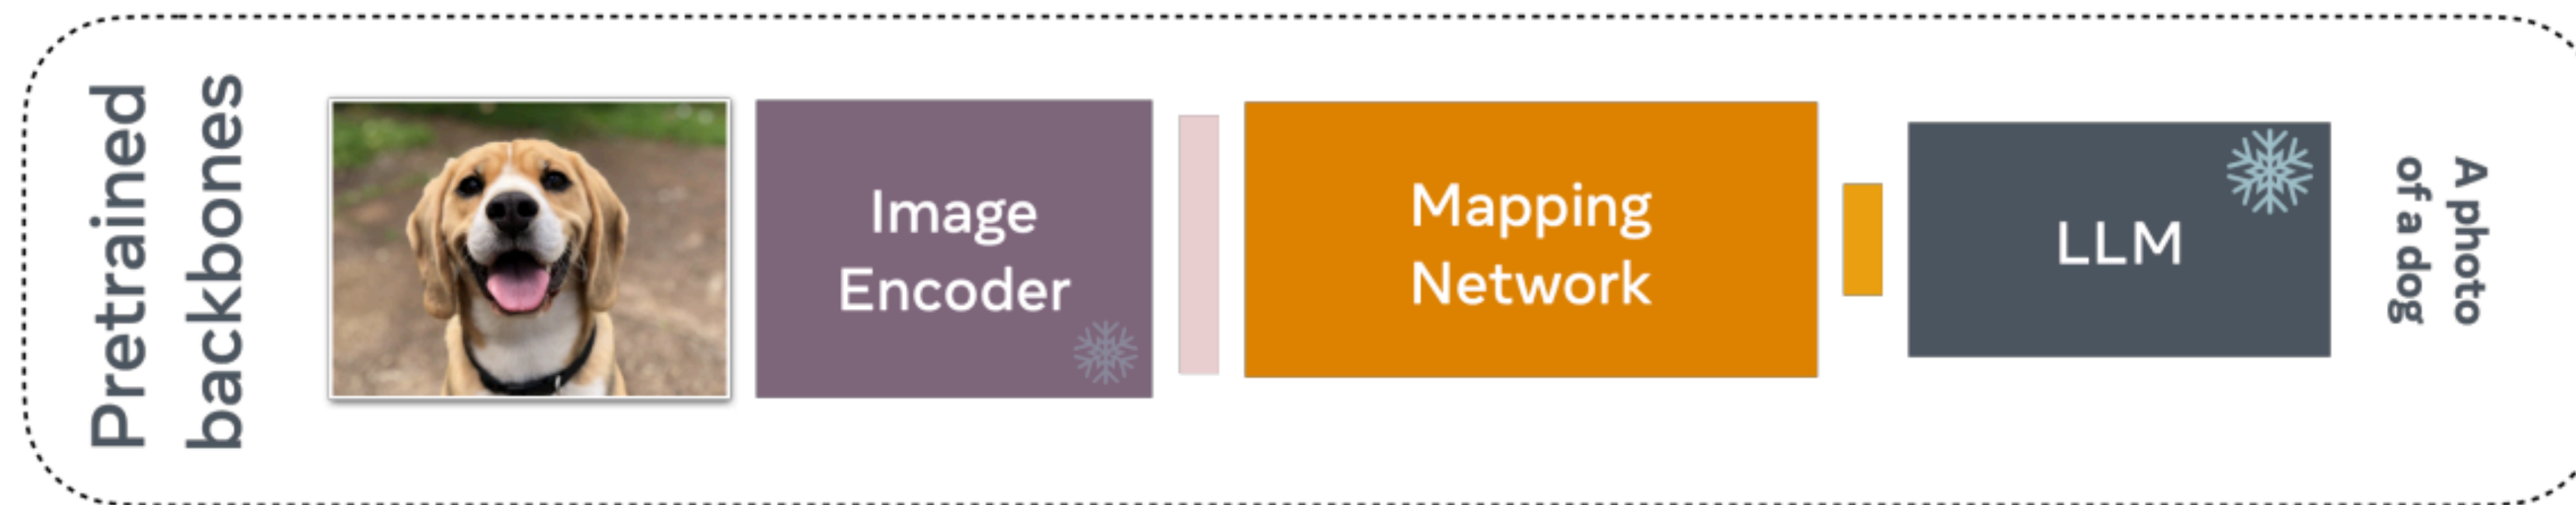 Pretrained
backbones
Image
Encoder
Mapping
Network
LLM
A photo
of a dog